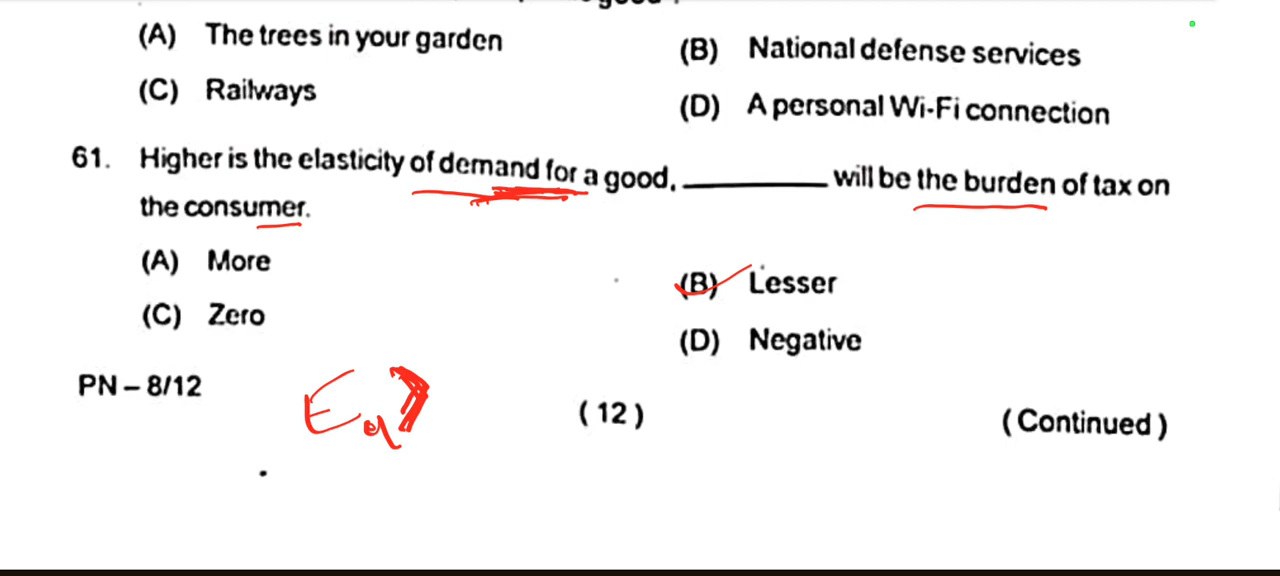 (A) The trees in your garden
(B) National defense services
(C) Railways
(D) A personal Wi-Fi connection
61. Higher is the elasticity of demand for a good, ________ will be the burden of tax on
the consumer.
(A) More
(B) Lesser
(C) Zero
(D) Negative
PN – 8/12
(12)
(Continued)